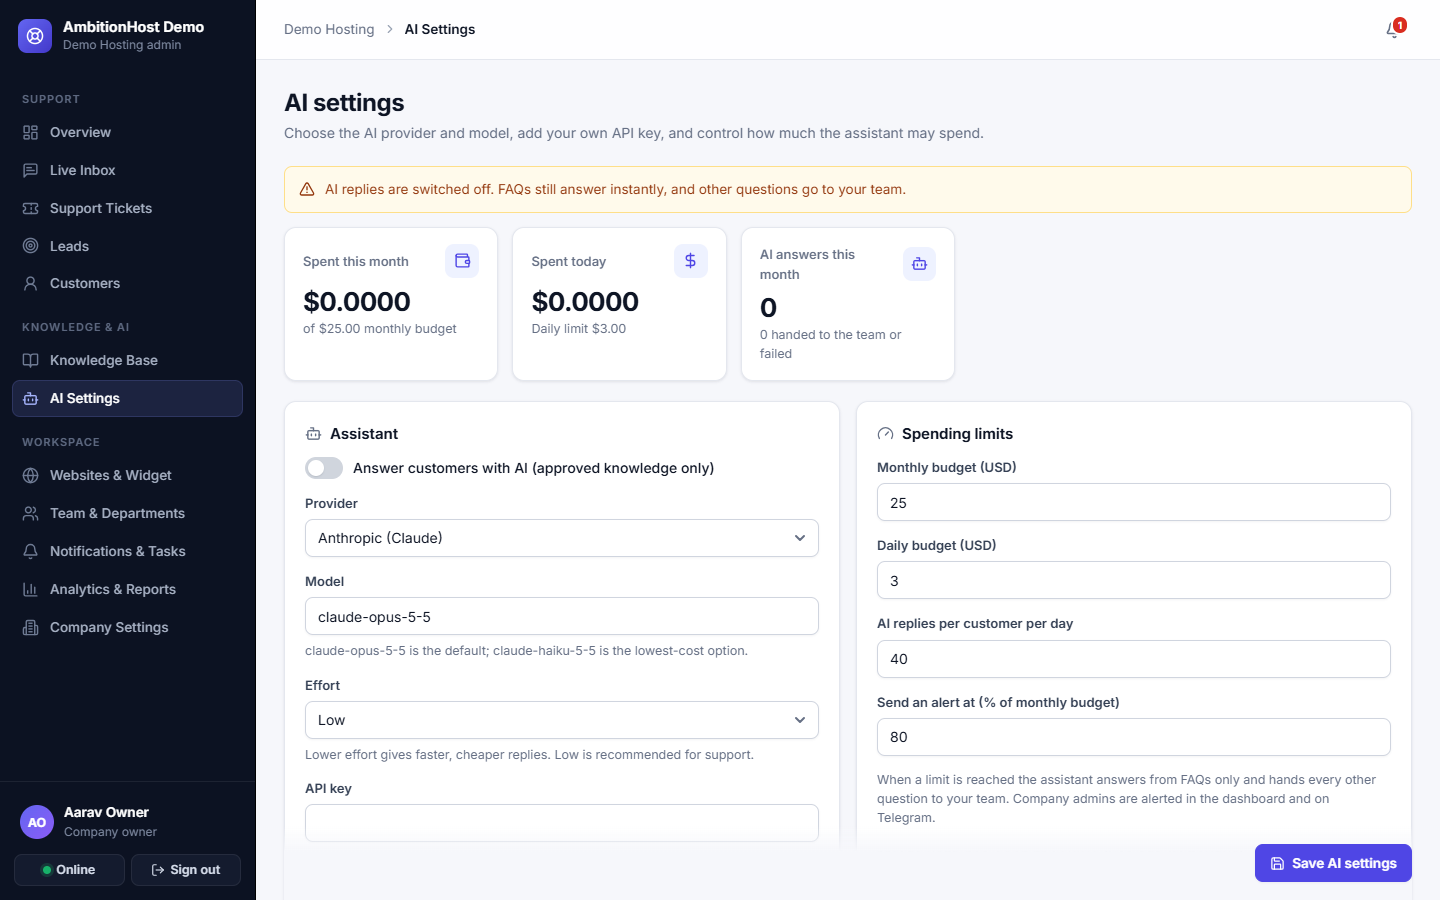 AmbitionHost Demo
Demo Hosting admin
SUPPORT
Overview
Live Inbox
Support Tickets
Leads
Customers
KNOWLEDGE & AI
Knowledge Base
AI Settings
WORKSPACE
Websites & Widget
Team & Departments
Notifications & Tasks
Analytics & Reports
Company Settings
AO
Aarav Owner
Company owner
Online
Sign out
Demo Hosting > AI Settings
1
AI settings
Choose the AI provider and model, add your own API key, and control how much the assistant may spend.
AI replies are switched off. FAQs still answer instantly, and other questions go to your team.
Spent this month
$0.0000
of $25.00 monthly budget
Spent today
$0.0000
Daily limit $3.00
AI answers this
month
0
0 handed to the team or
failed
Assistant
Answer customers with AI (approved knowledge only)
Provider
Anthropic (Claude)
Model
claude-opus-5-5
claude-opus-5-5 is the default; claude-haiku-5-5 is the lowest-cost option.
Effort
Low
Lower effort gives faster, cheaper replies. Low is recommended for support.
API key
Spending limits
Monthly budget (USD)
25
Daily budget (USD)
3
AI replies per customer per day
40
Send an alert at (% of monthly budget)
80
When a limit is reached the assistant answers from FAQs only and hands every other
question to your team. Company admins are alerted in the dashboard and on
Telegram.
Save AI settings